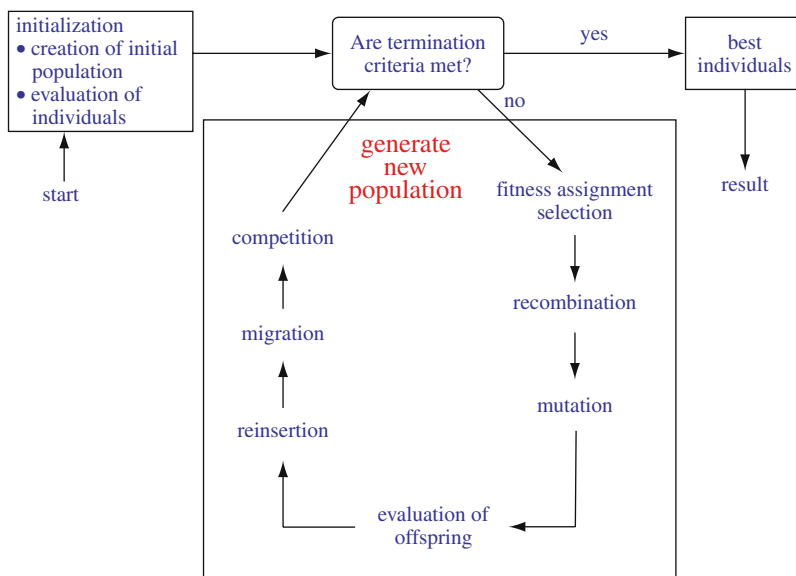 initialization
• creation of initial
population
• evaluation of
individuals
start
Are termination
criteria met?
yes
no
best
individuals
result
generate
new
population
fitness assignment
selection
recombination
mutation
evaluation of
offspring
reinsertion
migration
competition